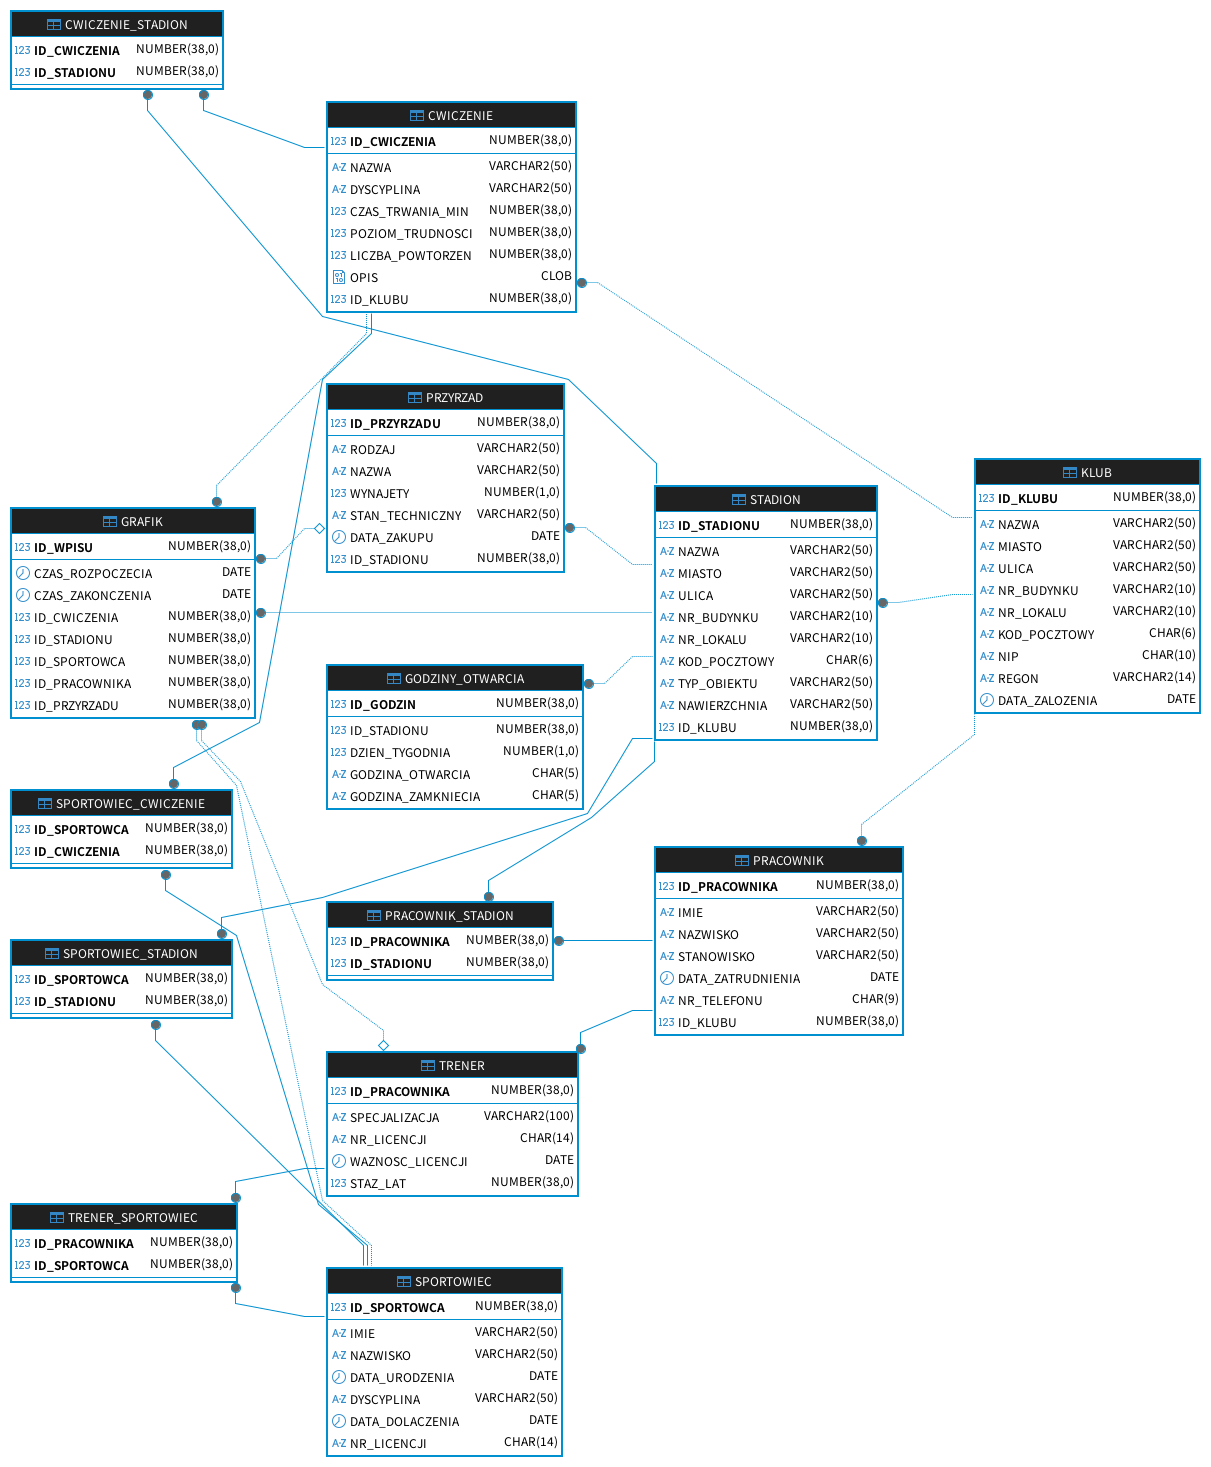 CWICZENIE_STADION
123 ID_CWICZENIA NUMBER(38,0)
123 ID_STADIONU NUMBER(38,0)
CWICZENIE
123 ID_CWICZENIA NUMBER(38,0)
A-Z NAZWA VARCHAR2(50)
A-Z DYSCYPLINA VARCHAR2(50)
123 CZAS_TRWANIA_MIN NUMBER(38,0)
123 POZIOM_TRUDNOSCI NUMBER(38,0)
123 LICZBA_POWTORZEN NUMBER(38,0)
OPIS CLOB
123 ID_KLUBU NUMBER(38,0)
PRZYRZAD
123 ID_PRZYRZADU NUMBER(38,0)
A-Z RODZAJ VARCHAR2(50)
A-Z NAZWA VARCHAR2(50)
123 WYNAJETY NUMBER(1,0)
A-Z STAN_TECHNICZNY VARCHAR2(50)
DATA_ZAKUPU DATE
123 ID_STADIONU NUMBER(38,0)
KLUB
123 ID_KLUBU NUMBER(38,0)
A-Z NAZWA VARCHAR2(50)
A-Z MIASTO VARCHAR2(50)
A-Z ULICA VARCHAR2(50)
A-Z NR_BUDYNKU VARCHAR2(10)
A-Z NR_LOKALU VARCHAR2(10)
A-Z KOD_POCZTOWY CHAR(6)
A-Z NIP CHAR(10)
A-Z REGON VARCHAR2(14)
DATA_ZALOZENIA DATE
STADION
123 ID_STADIONU NUMBER(38,0)
A-Z NAZWA VARCHAR2(50)
A-Z MIASTO VARCHAR2(50)
A-Z ULICA VARCHAR2(50)
A-Z NR_BUDYNKU VARCHAR2(10)
A-Z NR_LOKALU VARCHAR2(10)
A-Z KOD_POCZTOWY CHAR(6)
A-Z TYP_OBIEKTU VARCHAR2(50)
A-Z NAWIERZCHNIA VARCHAR2(50)
123 ID_KLUBU NUMBER(38,0)
GRAFIK
123 ID_WPISU NUMBER(38,0)
CZAS_ROZPOCZECIA DATE
CZAS_ZAKONCZENIA DATE
123 ID_CWICZENIA NUMBER(38,0)
123 ID_STADIONU NUMBER(38,0)
123 ID_SPORTOWCA NUMBER(38,0)
123 ID_PRACOWNIKA NUMBER(38,0)
123 ID_PRZYRZADU NUMBER(38,0)
GODZINY_OTWARCIA
123 ID_GODZIN NUMBER(38,0)
123 ID_STADIONU NUMBER(38,0)
123 DZIEN_TYGODNIA NUMBER(1,0)
A-Z GODZINA_OTWARCIA CHAR(5)
A-Z GODZINA_ZAMKNIECIA CHAR(5)
SPORTOWIEC_CWICZENIE
123 ID_SPORTOWCA NUMBER(38,0)
123 ID_CWICZENIA NUMBER(38,0)
PRACOWNIK
123 ID_PRACOWNIKA NUMBER(38,0)
A-Z IMIE VARCHAR2(50)
A-Z NAZWISKO VARCHAR2(50)
A-Z STANOWISKO VARCHAR2(50)
DATA_ZATRUDNIENIA DATE
A-Z NR_TELEFONU CHAR(9)
123 ID_KLUBU NUMBER(38,0)
PRACOWNIK_STADION
123 ID_PRACOWNIKA NUMBER(38,0)
123 ID_STADIONU NUMBER(38,0)
SPORTOWIEC_STADION
123 ID_SPORTOWCA NUMBER(38,0)
123 ID_STADIONU NUMBER(38,0)
TRENER
123 ID_PRACOWNIKA NUMBER(38,0)
A-Z SPECJALIZACJA VARCHAR2(100)
A-Z NR_LICENCJI CHAR(14)
WAZNOSC_LICENCJI DATE
123 STAZ_LAT NUMBER(38,0)
TRENER_SPORTOWIEC
123 ID_PRACOWNIKA NUMBER(38,0)
123 ID_SPORTOWCA NUMBER(38,0)
SPORTOWIEC
123 ID_SPORTOWCA NUMBER(38,0)
A-Z IMIE VARCHAR2(50)
A-Z NAZWISKO VARCHAR2(50)
DATA_URODZENIA DATE
A-Z DYSCYPLINA VARCHAR2(50)
DATA_DOLACZENIA DATE
A-Z NR_LICENCJI CHAR(14)